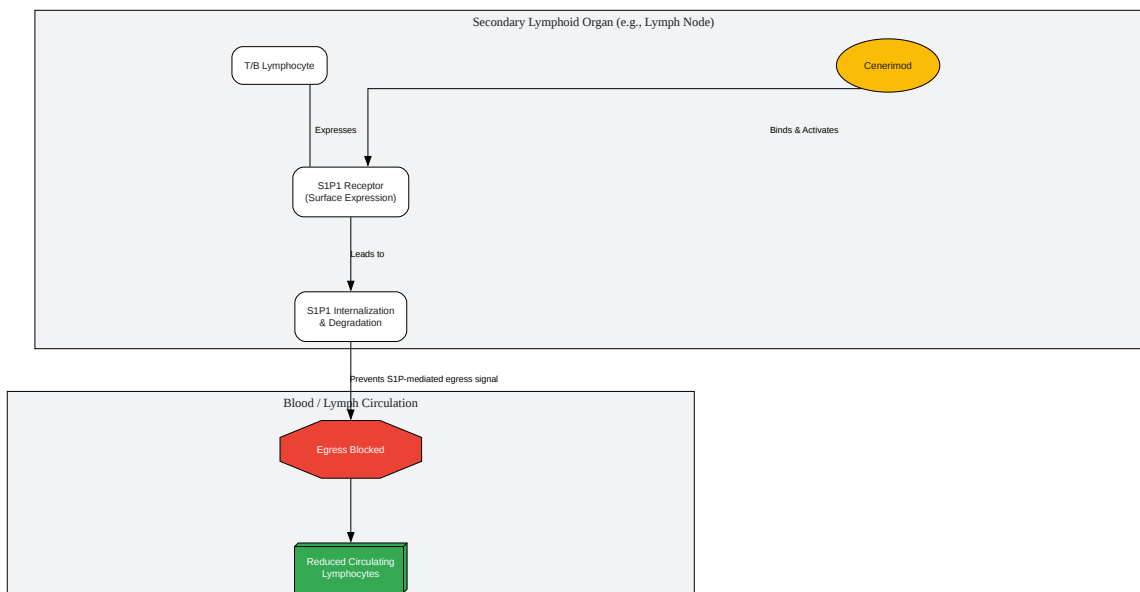 Secondary Lymphoid Organ (e.g., Lymph Node)
T/B Lymphocyte
Cenerimod
Expresses
Binds & Activates
S1P1 Receptor
(Surface Expression)
Leads to
S1P1 Internalization
& Degradation
Prevents S1P-mediated egress signal
Blood / Lymph Circulation
Egress Blocked
Reduced Circulating
Lymphocytes